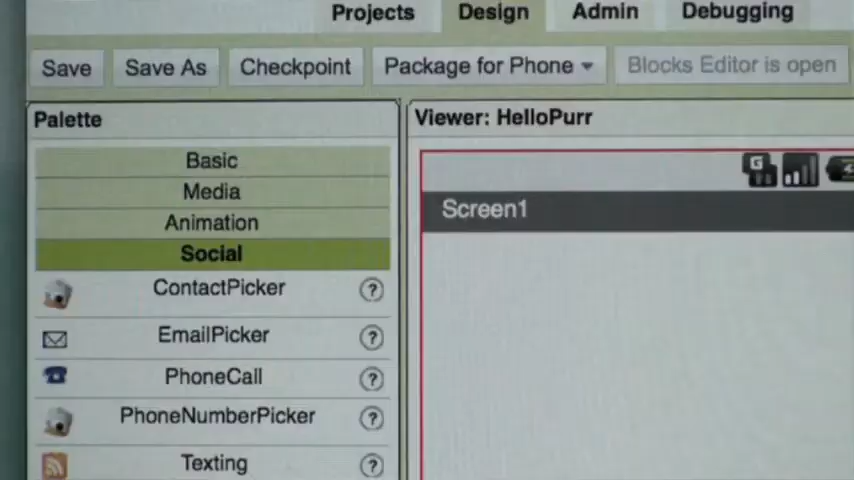 Projects Design Admin Debugging
Save Save As Checkpoint Package for Phone Blocks Editor is open
Palette
Viewer: HelloPurr
Basic
Media
Animation
Social
ContactPicker ?
EmailPicker ?
PhoneCall ?
PhoneNumberPicker ?
Texting ?
G
Screen1